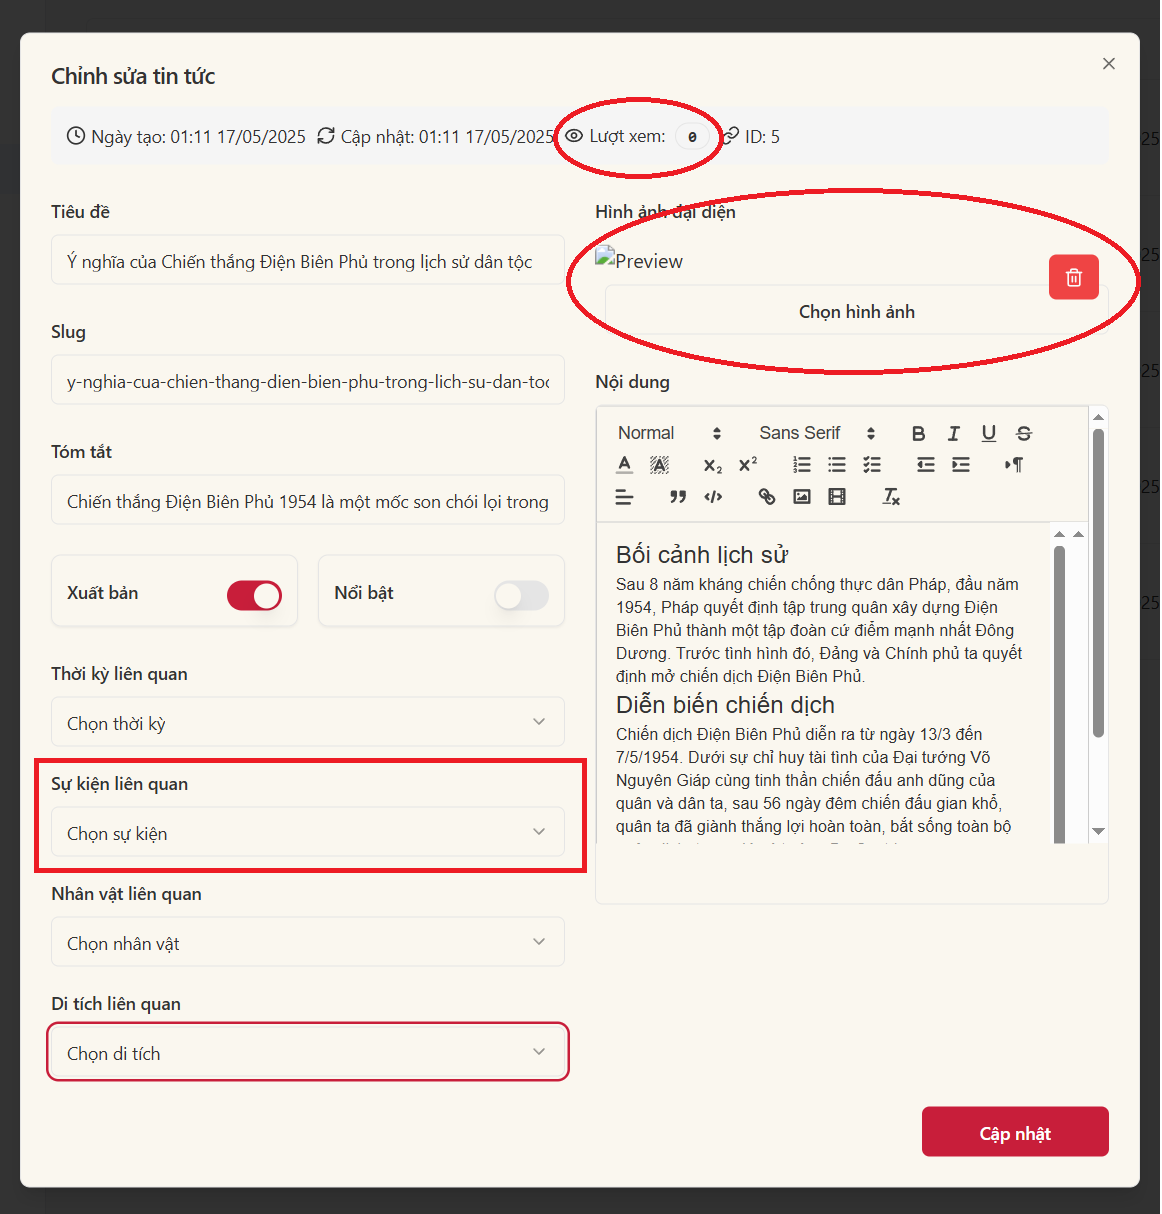 Chỉnh sửa tin tức
Ngày tạo: 01:11 17/05/2025 Cập nhật: 01:11 17/05/2025 Lượt xem: 0 ID: 5
Tiêu đề
Ý nghĩa của Chiến thắng Điện Biên Phủ trong lịch sử dân tộc
Slug
y-nghia-cua-chien-thang-dien-bien-phu-trong-lich-su-dan-toc
Tóm tắt
Chiến thắng Điện Biên Phủ 1954 là một mốc son chói lọi trong
Xuất bản
Nổi bật
Thời kỳ liên quan
Chọn thời kỳ
Sự kiện liên quan
Chọn sự kiện
Nhân vật liên quan
Chọn nhân vật
Di tích liên quan
Chọn di tích
Hình ảnh đại diện
Preview
Chọn hình ảnh
Nội dung
Normal Sans Serif
Bối cảnh lịch sử
Sau 8 năm kháng chiến chống thực dân Pháp, đầu năm
1954, Pháp quyết định tập trung quân xây dựng Điện
Biên Phủ thành một tập đoàn cứ điểm mạnh nhất Đông
Dương. Trước tình hình đó, Đảng và Chính phủ ta quyết
định mở chiến dịch Điện Biên Phủ.
Diễn biến chiến dịch
Chiến dịch Điện Biên Phủ diễn ra từ ngày 13/3 đến
7/5/1954. Dưới sự chỉ huy tài tình của Đại tướng Võ
Nguyên Giáp cùng tinh thần chiến đấu anh dũng của
quân và dân ta, sau 56 ngày đêm chiến đấu gian khổ,
quân ta đã giành thắng lợi hoàn toàn, bắt sống toàn bộ
Cập nhật
25
25
25
25
25